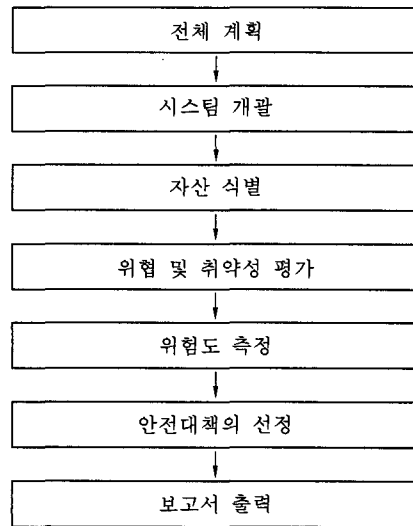 전체 계획
시스팀 개괄
자산 식별
위협 및 취약성 평가
위험도 측정
안전대책의 선정
보고서 출력